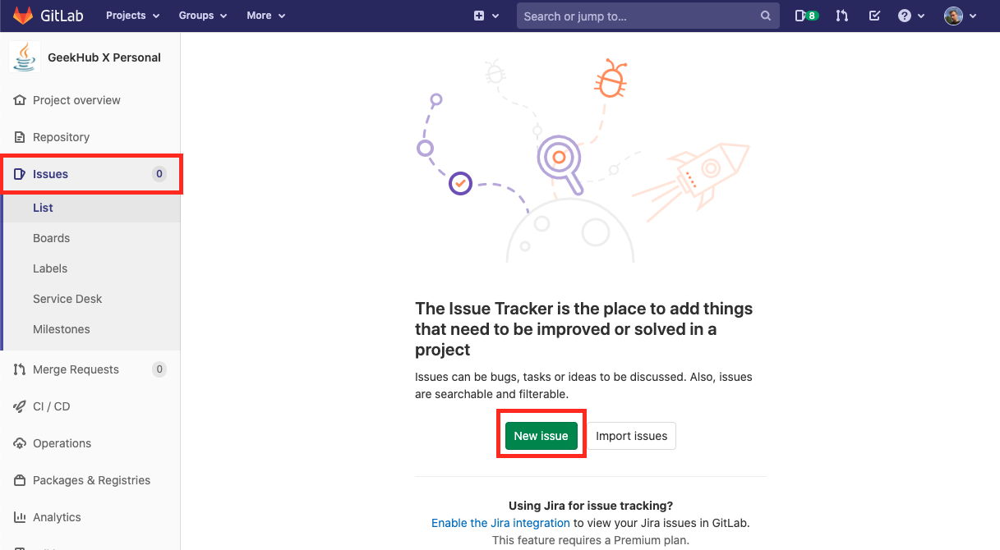 GitLab Projects Groups More Search or jump to... 8
GeekHub X Personal
Project overview
Repository
Issues 0
List
Boards
Labels
Service Desk
Milestones
Merge Requests 0
CI / CD
Operations
Packages & Registries
Analytics
The Issue Tracker is the place to add things
that need to be improved or solved in a
project
Issues can be bugs, tasks or ideas to be discussed. Also, issues
are searchable and filterable.
New issue Import issues
Using Jira for issue tracking?
Enable the Jira integration to view your Jira issues in GitLab.
This feature requires a Premium plan.